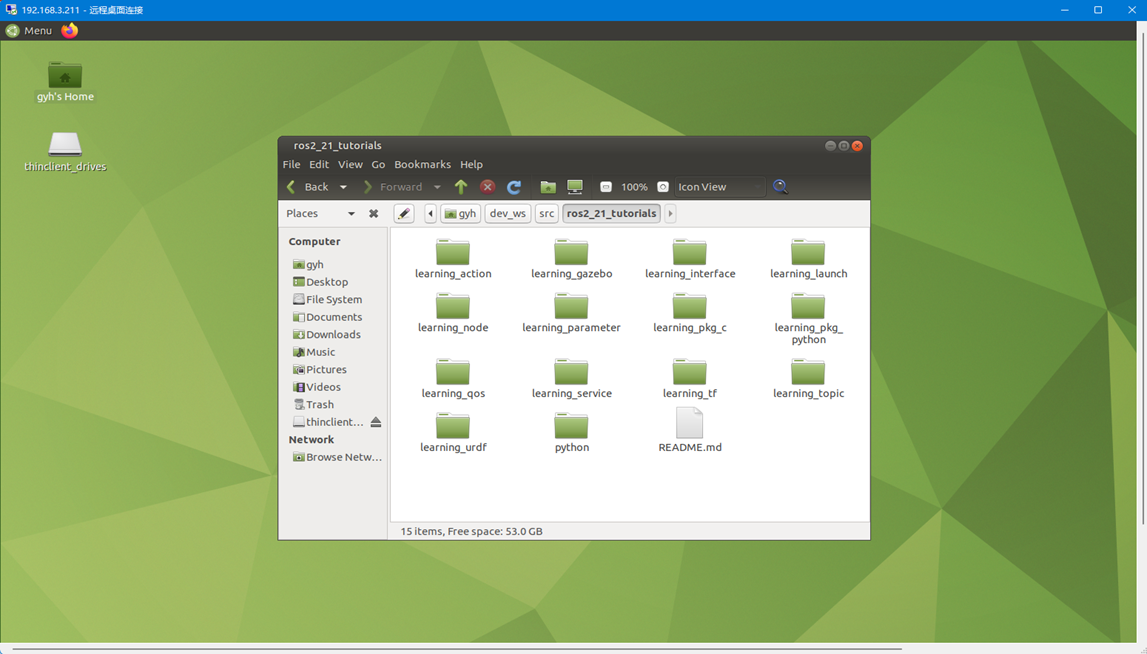 192.168.3.211 - 远程桌面连接
Menu
gyh's Home
thinclient_drives
ros2_21_tutorials
File Edit View Go Bookmarks Help
Back Forward 100% Icon View
Places gyh dev_ws src ros2_21_tutorials
Computer
gyh
Desktop
File System
Documents
Downloads
Music
Pictures
Videos
Trash
thinclient...
Network
Browse Netw...
learning_action learning_gazebo learning_interface learning_launch
learning_node learning_parameter learning_pkg_c learning_pkg_
python
learning_qos learning_service learning_tf learning_topic
learning_urdf python README.md
15 items, Free space: 53.0 GB